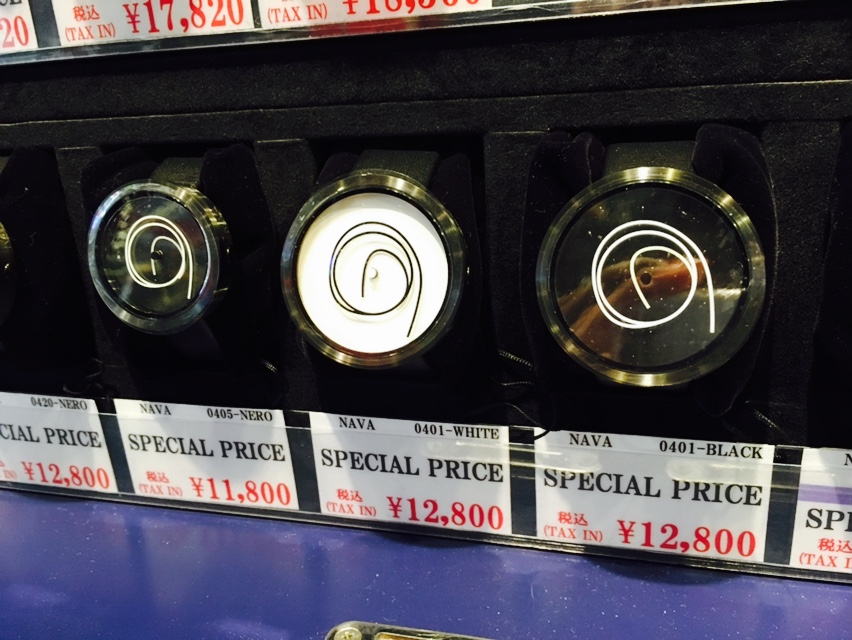 20
税込
(TAX IN) ¥17,820
(TAX IN)
0420-NERO
CIAL PRICE
IN) ¥12,800
NAVA 0405-NERO
SPECIAL PRICE
税込
(TAX IN) ¥11,800
NAVA 0401-WHITE
SPECIAL PRICE
税込
(TAX IN) ¥12,800
NAVA 0401-BLACK
SPECIAL PRICE
税込
(TAX IN) ¥12,800
N
SPE
税込
(TAX